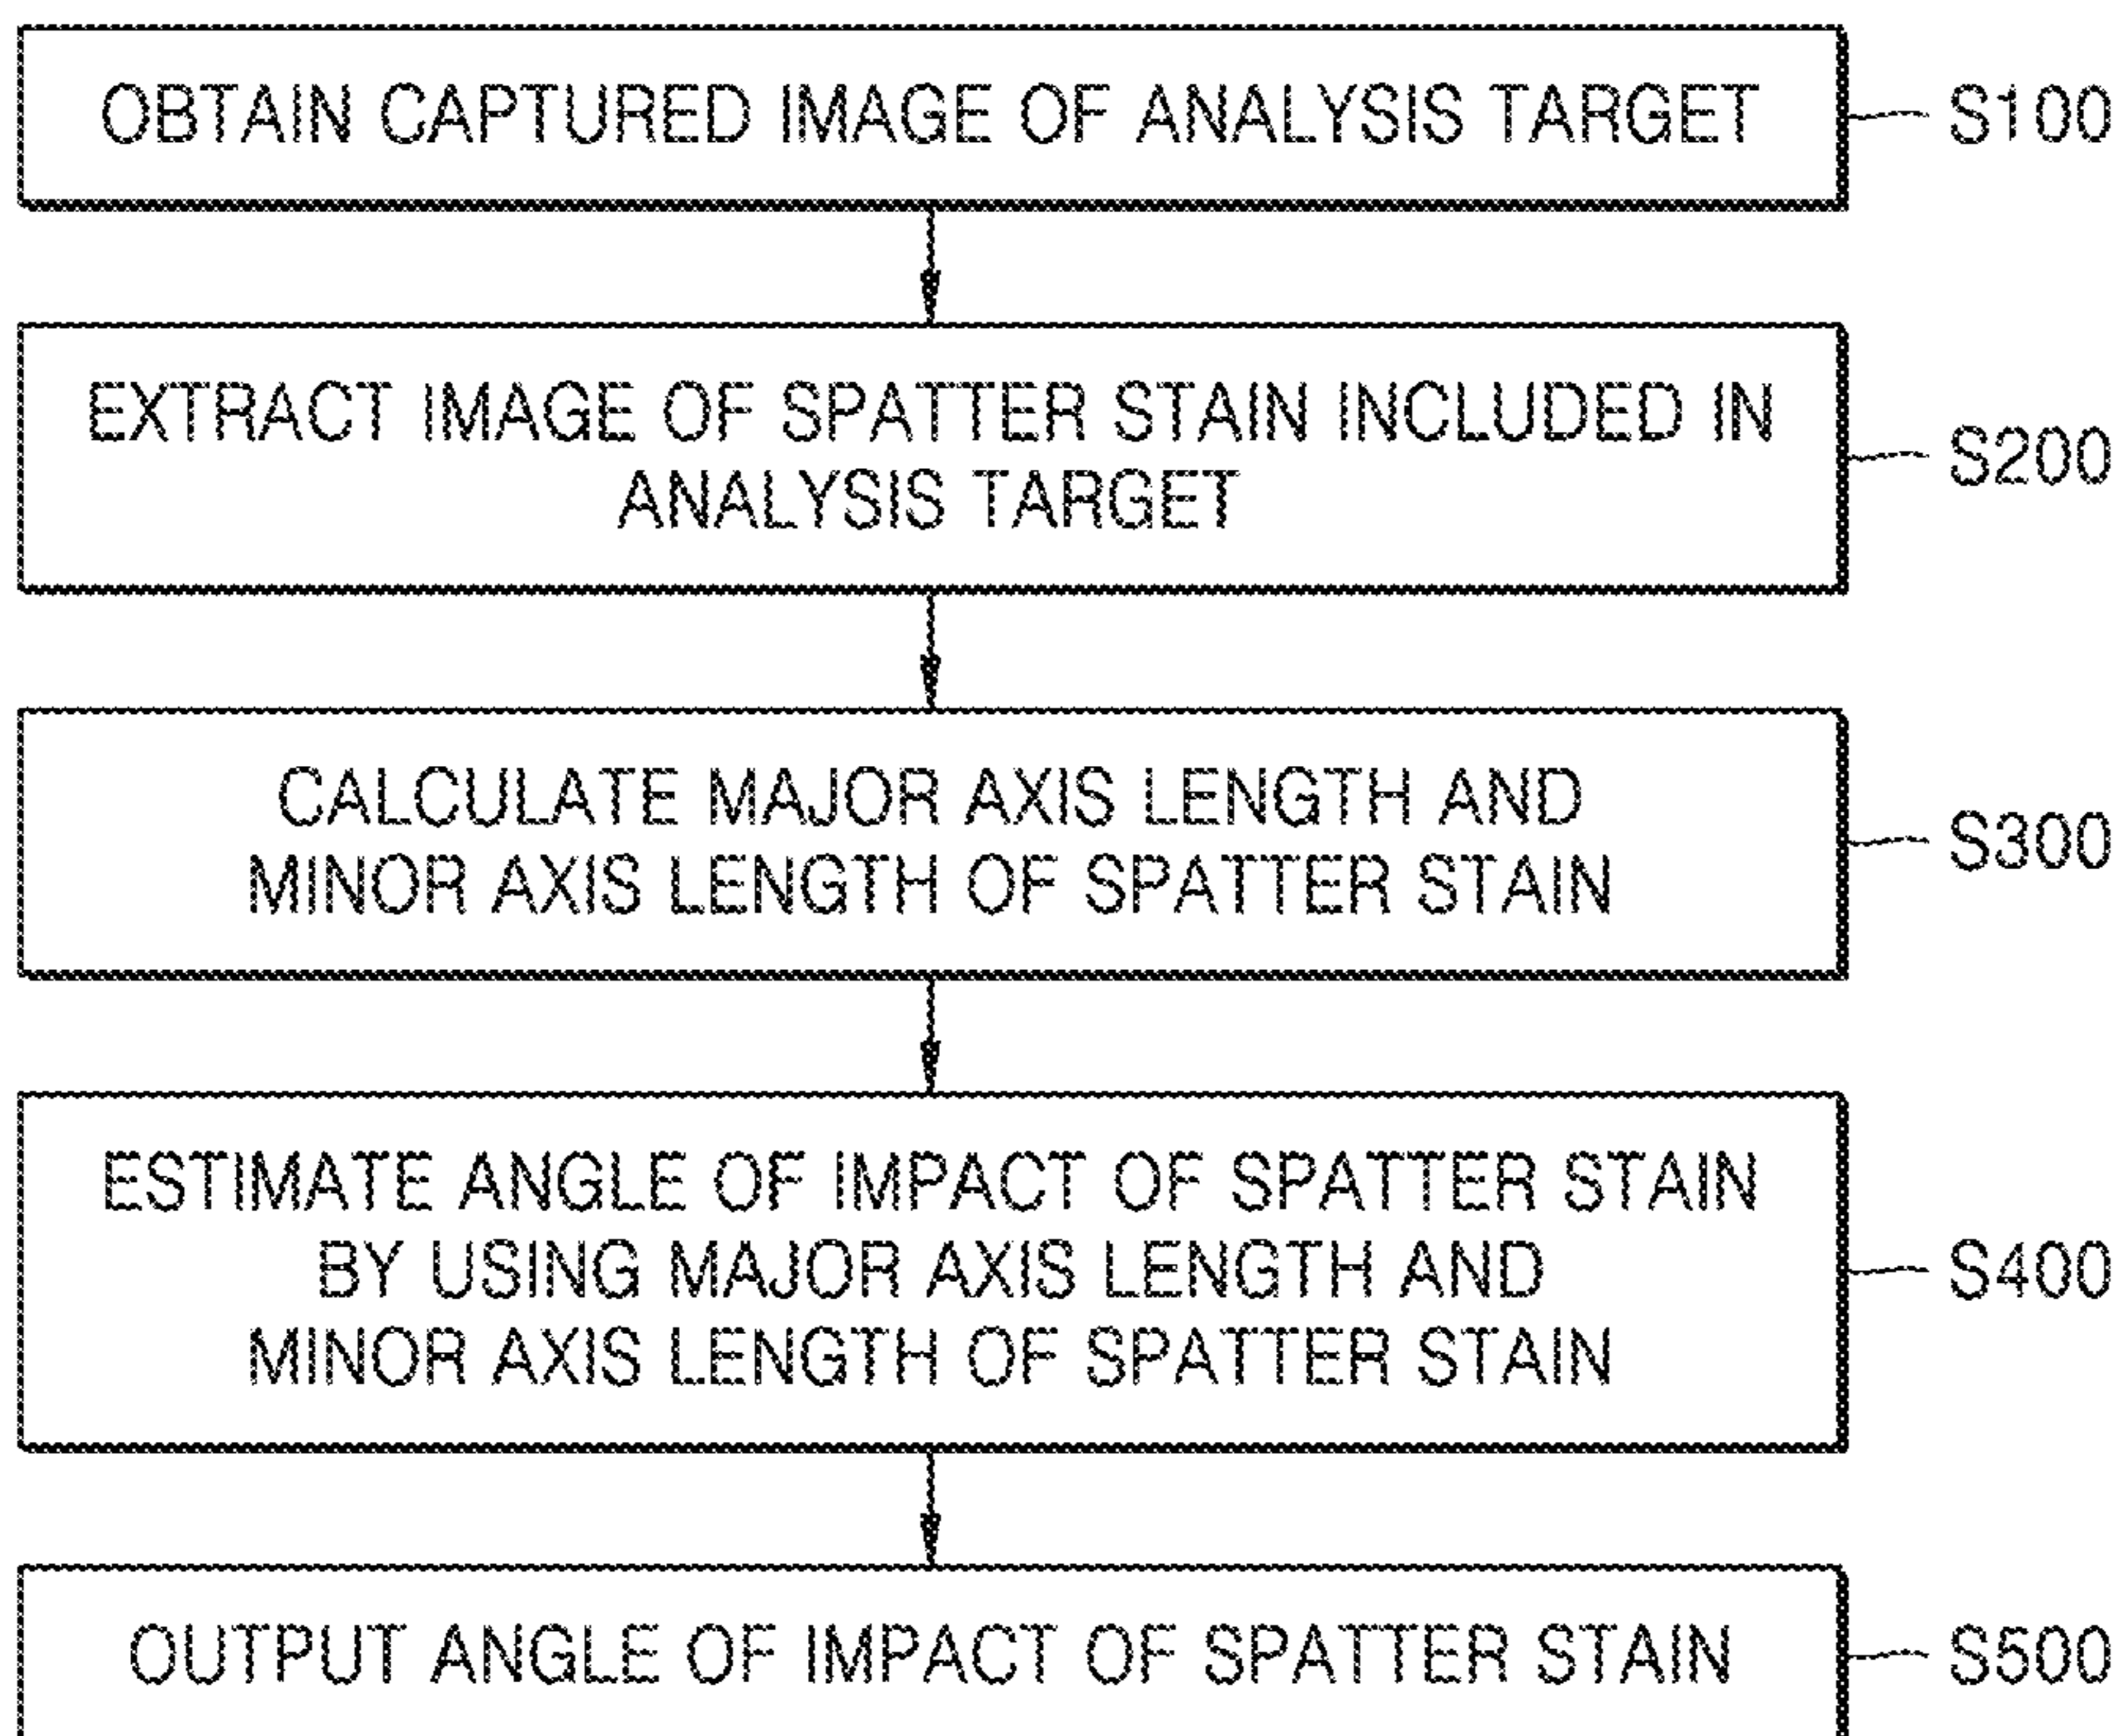 OBTAIN CAPTURED IMAGE OF ANALYSIS TARGET
S100
EXTRACT IMAGE OF SPATTER STAIN INCLUDED IN
ANALYSIS TARGET
S200
CALCULATE MAJOR AXIS LENGTH AND
MINOR AXIS LENGTH OF SPATTER STAIN
S300
ESTIMATE ANGLE OF IMPACT OF SPATTER STAIN
BY USING MAJOR AXIS LENGTH AND
MINOR AXIS LENGTH OF SPATTER STAIN
S400
OUTPUT ANGLE OF IMPACT OF SPATTER STAIN
S500